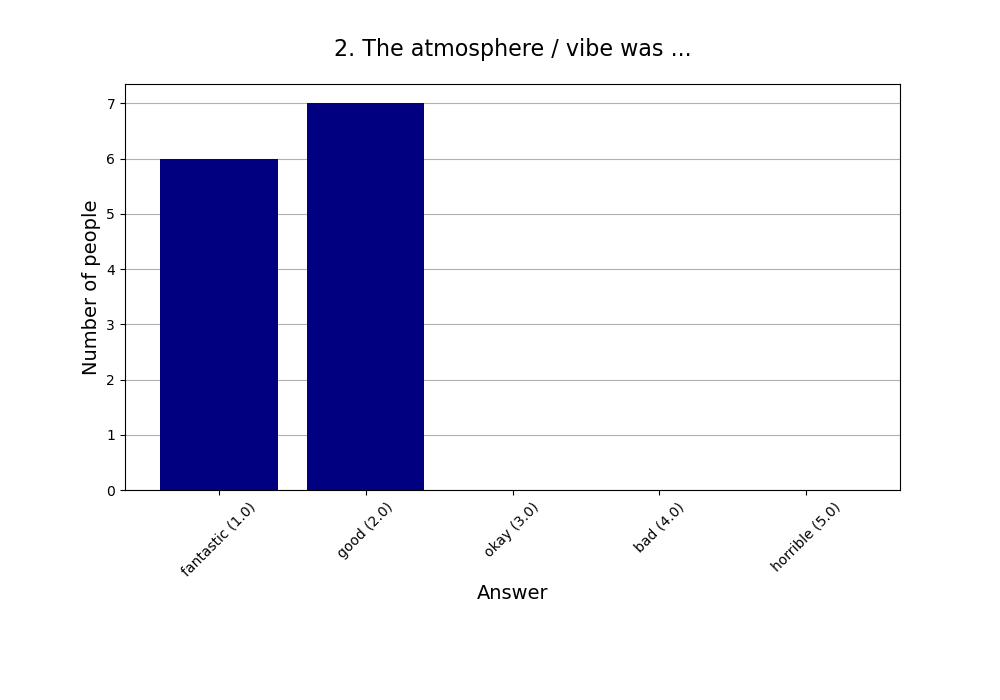 2. The atmosphere / vibe was ...
Number of people
7
6
5
4
3
2
1
0
fantastic (1.0)
good (2.0)
okay (3.0)
bad (4.0)
horrible (5.0)
Answer